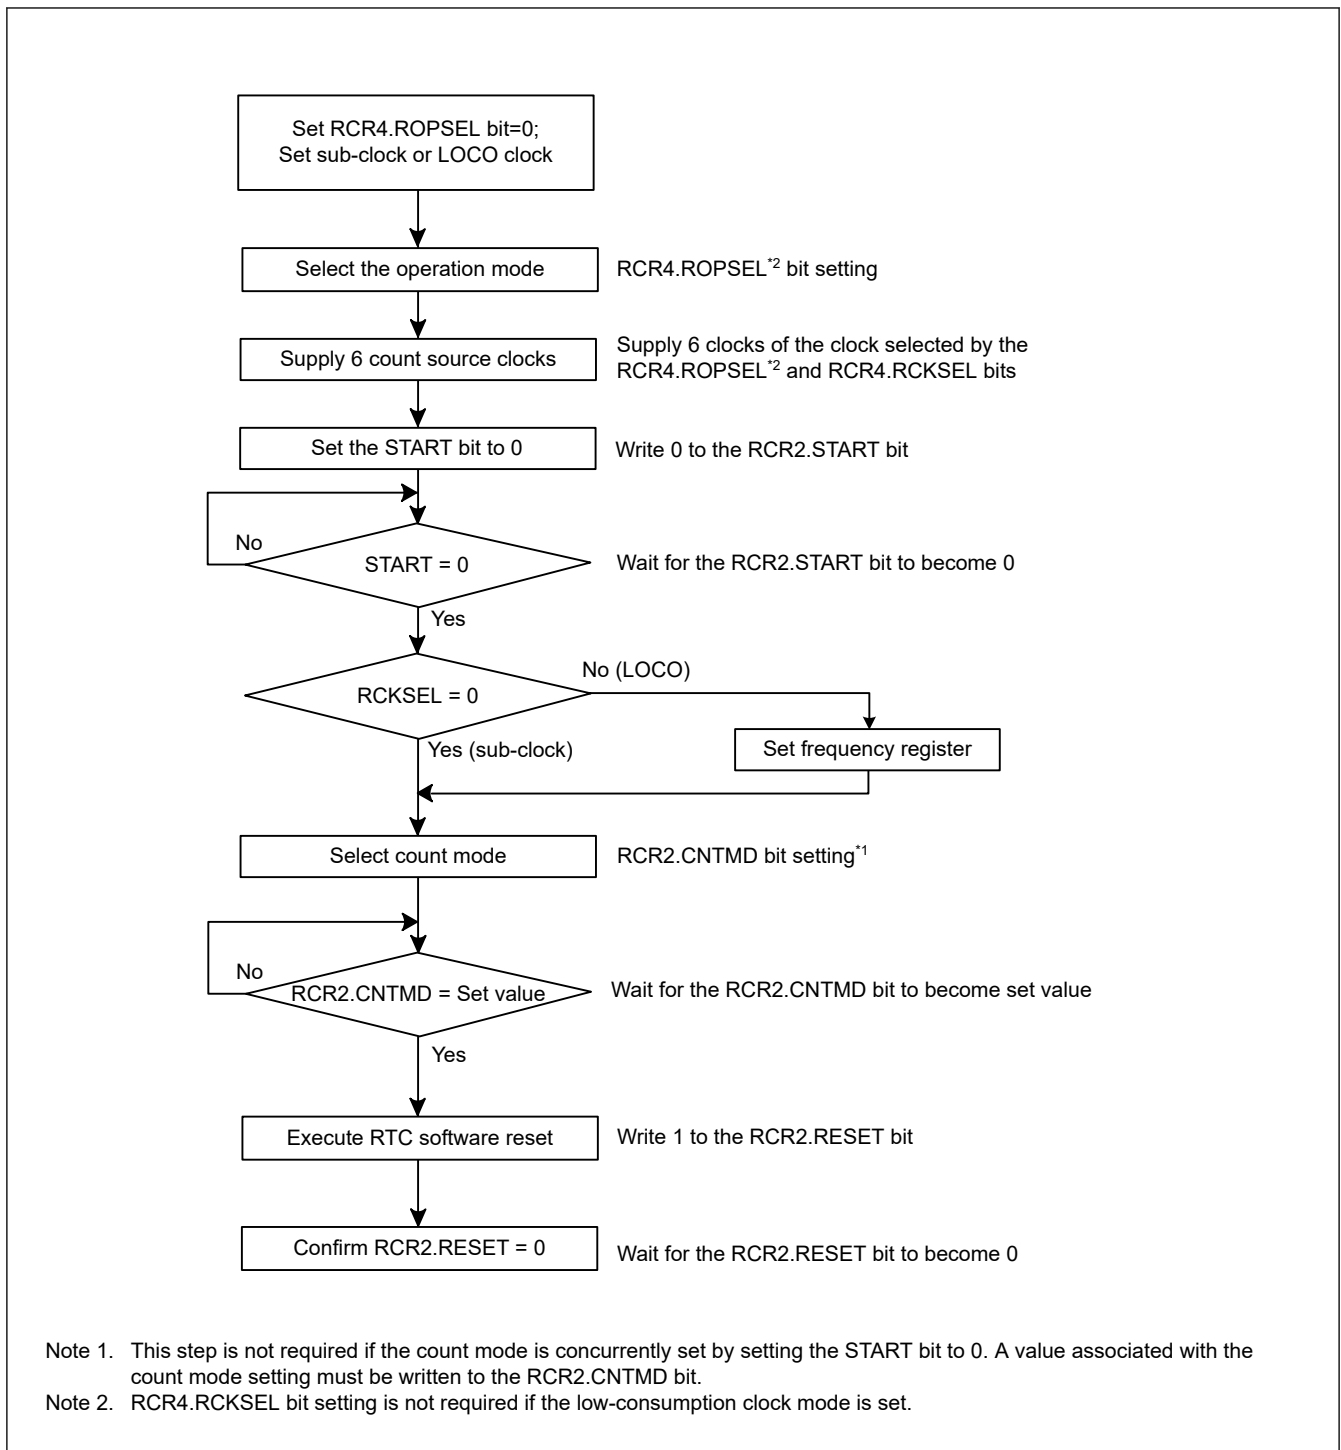 Set RCR4.ROPSEL bit=0;
Set sub-clock or LOCO clock
Select the operation mode
RCR4.ROPSEL*2 bit setting
Supply 6 count source clocks
Supply 6 clocks of the clock selected by the
RCR4.ROPSEL*2 and RCR4.RCKSEL bits
Set the START bit to 0
Write 0 to the RCR2.START bit
No
START = 0
Wait for the RCR2.START bit to become 0
Yes
No (LOCO)
RCKSEL = 0
Yes (sub-clock)
Set frequency register
Select count mode
RCR2.CNTMD bit setting*1
No
RCR2.CNTMD = Set value
Wait for the RCR2.CNTMD bit to become set value
Yes
Execute RTC software reset
Write 1 to the RCR2.RESET bit
Confirm RCR2.RESET = 0
Wait for the RCR2.RESET bit to become 0
Note 1. This step is not required if the count mode is concurrently set by setting the START bit to 0. A value associated with the
count mode setting must be written to the RCR2.CNTMD bit.
Note 2. RCR4.RCKSEL bit setting is not required if the low-consumption clock mode is set.